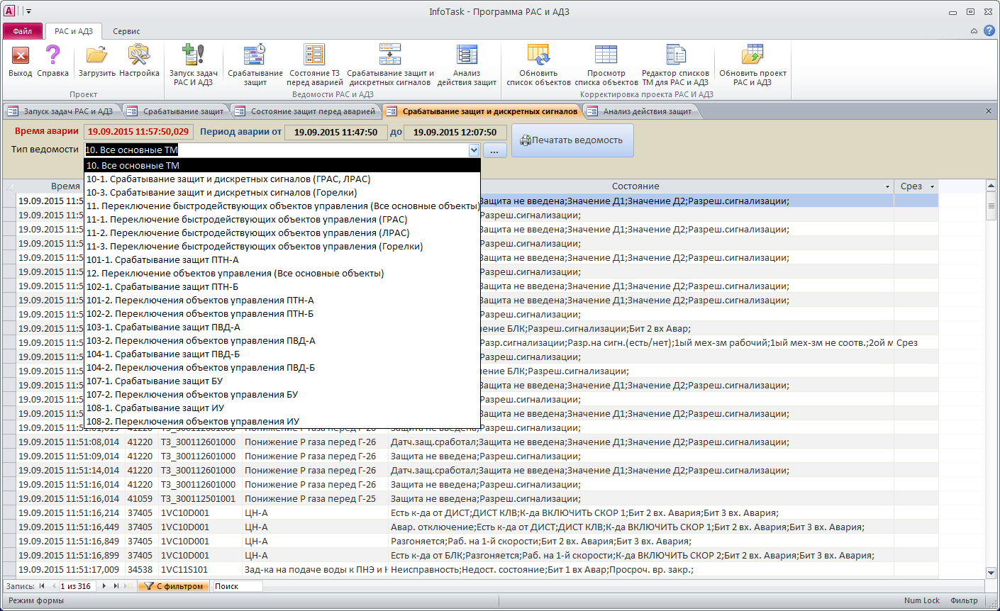 InfoTask - Программа РАС и АДЗ
Файл РАС и АДЗ Сервис
Выход Справка Загрузить Настройка
Запуск задач РАС И АДЗ
Срабатывание защит
Состояние ТЗ перед аварией
Срабатывание защит и дискретных сигналов
Анализ действия защит
Обновить список объектов
Просмотр списка объектов
Редактор списков ТМ для РАС и АДЗ
Обновить проект РАС и АДЗ
Проект Ведомости РАС и АДЗ Корректировка проекта РАС И АДЗ
Запуск задач РАС и АДЗ Срабатывание защит Состояние защит перед аварией Срабатывание защит и дискретных сигналов Анализ действия защит
Время аварии 19.09.2015 11:57:50,029 Период аварии от 19.09.2015 11:47:50 до 19.09.2015 12:07:50 Печатать ведомость
Тип ведомости 10. Все основные ТМ ...
10. Все основные ТМ
10-1. Срабатывание защит и дискретных сигналов (ГРАС, ЛРАС)
10-3. Срабатывание защит и дискретных сигналов (Горелки)
11. Переключение быстродействующих объектов управления (Все основные объекты)
11-1. Переключение быстродействующих объектов управления (ГРАС)
11-2. Переключение быстродействующих объектов управления (ЛРАС)
11-3. Переключение быстродействующих объектов управления (Горелки)
101-1. Срабатывание защит ПТН-А
12. Переключение объектов управления (Все основные объекты)
102-1. Срабатывание защит ПТН-Б
101-2. Переключения объектов управления ПТН-А
102-2. Переключения объектов управления ПТН-Б
103-1. Срабатывание защит ПВД-А
103-2. Переключения объектов управления ПВД-А
104-1. Срабатывание защит ПВД-Б
104-2. Переключения объектов управления ПВД-Б
107-1. Срабатывание защит БУ
107-2. Переключения объектов управления БУ
108-1. Срабатывание защит ИУ
108-2. Переключения объектов управления ИУ
Время Состояние Срез
19.09.2015 11:5 Защита не введена;Значение Д1;Значение Д2;Разреш.сигнализации;
19.09.2015 11:5 Разреш.сигнализации;
19.09.2015 11:5 Защита не введена;Значение Д1;Значение Д2;Разреш.сигнализации;
19.09.2015 11:5 Разреш.сигнализации;
19.09.2015 11:5 Защита не введена;Значение Д1;Значение Д2;Разреш.сигнализации;
19.09.2015 11:5 Разреш.сигнализации;
19.09.2015 11:5 Защита не введена;Значение Д1;Значение Д2;Разреш.сигнализации;
19.09.2015 11:5 Разреш.сигнализации;
19.09.2015 11:5 Защита не введена;Значение Д1;Значение Д2;Разреш.сигнализации;
19.09.2015 11:5 Разреш.сигнализации;
19.09.2015 11:5 ение БЛК;Разреш.сигнализации;Бит 2 вх Авар;
19.09.2015 11:5 Разр.сигнализации;Разр.на сигн.(есть/нет);1ый мех-зм рабочий;1ый мех-зм не соотв.;2ой м Срез
19.09.2015 11:5 Разреш.сигнализации;
19.09.2015 11:5 ение БЛК;Разреш.сигнализации;
19.09.2015 11:5 Защита не введена;Значение Д1;Значение Д2;Разреш.сигнализации;
19.09.2015 11:5 Разреш.сигнализации;
19.09.2015 11:5 Защита не введена;Значение Д1;Значение Д2;Разреш.сигнализации;
19.09.2015 11:51:01,019 41220 ТЗ_300112601000 Понижение Р газа перед Г-26 Защита не введена;Разреш.сигнализации;
19.09.2015 11:51:08,014 41220 ТЗ_300112601000 Понижение Р газа перед Г-26 Датч.защ.сработал;Защита не введена;Значение Д1;Значение Д2;Разреш.сигнализации;
19.09.2015 11:51:09,014 41220 ТЗ_300112601000 Понижение Р газа перед Г-26 Защита не введена;Разреш.сигнализации;
19.09.2015 11:51:14,014 41220 ТЗ_300112601000 Понижение Р газа перед Г-26 Датч.защ.сработал;Защита не введена;Значение Д1;Значение Д2;Разреш.сигнализации;
19.09.2015 11:51:16,014 41220 ТЗ_300112601000 Понижение Р газа перед Г-26 Защита не введена;Разреш.сигнализации;
19.09.2015 11:51:16,014 41059 ТЗ_300112501001 Понижение Р газа перед Г-25 Защита не введена;Разреш.сигнализации;
19.09.2015 11:51:16,214 37405 1VC10D001 ЦН-А Есть к-да от ДИСТ;ДИСТ КЛВ;К-да ВКЛЮЧИТЬ СКОР 1;Бит 2 вх. Авария;Бит 3 вх. Авария;
19.09.2015 11:51:16,449 37405 1VC10D001 ЦН-А Авар. отключение;Есть к-да от ДИСТ;ДИСТ КЛВ;К-да ВКЛЮЧИТЬ СКОР 1;Бит 2 вх. Авария;Бит 3 вх. Авария;
19.09.2015 11:51:16,849 37405 1VC10D001 ЦН-А Разгоняется;Раб. на 1-й скорости;Бит 2 вх. Авария;Бит 3 вх. Авария;
19.09.2015 11:51:16,899 37405 1VC10D001 ЦН-А Есть к-да от БЛК;Разгоняется;Раб. на 1-й скорости;К-да ВКЛЮЧИТЬ СКОР 2;Бит 2 вх. Авария;Бит 3 вх. Авария;
19.09.2015 11:51:17,009 34538 1VC11S101 Зад-ка на подаче воды к ПНЭ и Неисправность;Недост. состояние;Бит 1 вх Авар;Просроч. вр. закр.;
Запись: 1 из 316 С фильтром Поиск
Режим формы Num Lock Фильтр